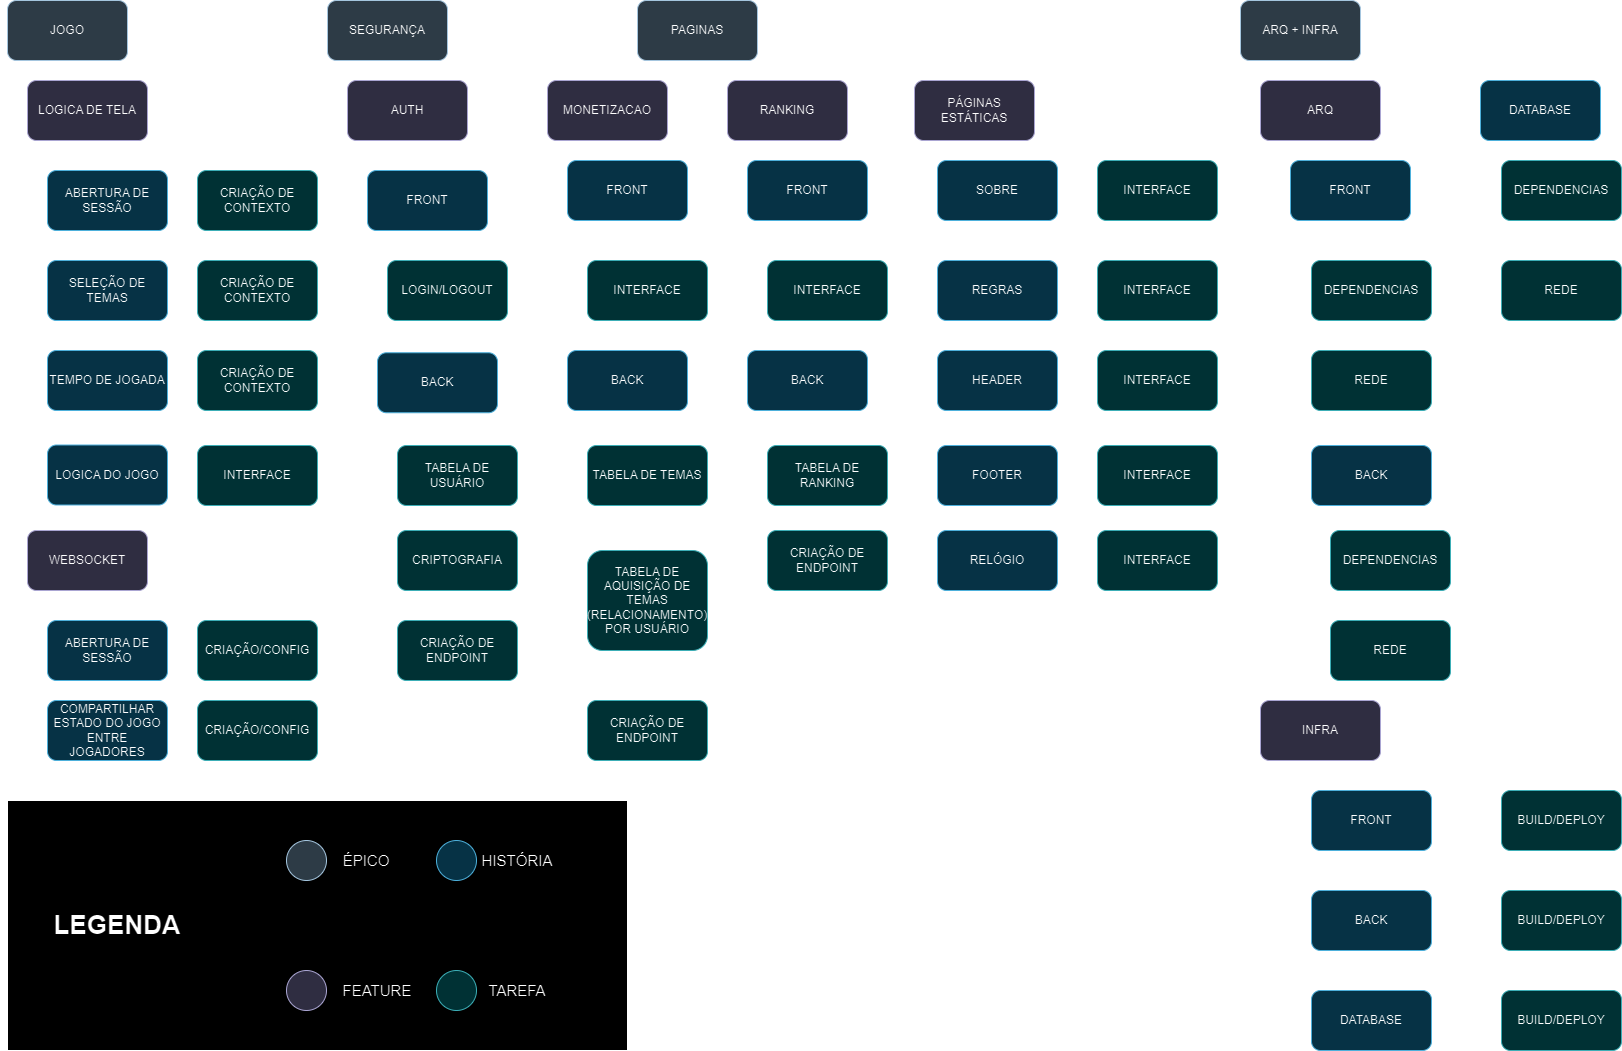 JOGO
SEGURANÇA
PAGINAS
ARQ + INFRA
LOGICA DE TELA
AUTH
MONETIZACAO
RANKING
PÁGINAS
ESTÁTICAS
ARQ
DATABASE
ABERTURA DE
SESSÃO
CRIAÇÃO DE
CONTEXTO
FRONT
FRONT
FRONT
SOBRE
INTERFACE
FRONT
DEPENDENCIAS
SELEÇÃO DE
TEMAS
CRIAÇÃO DE
CONTEXTO
LOGIN/LOGOUT
INTERFACE
INTERFACE
REGRAS
INTERFACE
DEPENDENCIAS
REDE
TEMPO DE JOGADA
CRIAÇÃO DE
CONTEXTO
BACK
BACK
BACK
HEADER
INTERFACE
REDE
LOGICA DO JOGO
INTERFACE
TABELA DE
USUÁRIO
TABELA DE TEMAS
TABELA DE
RANKING
FOOTER
INTERFACE
BACK
WEBSOCKET
CRIPTOGRAFIA
TABELA DE
AQUISIÇÃO DE
TEMAS
(RELACIONAMENTO)
POR USUÁRIO
CRIAÇÃO DE
ENDPOINT
RELÓGIO
INTERFACE
DEPENDENCIAS
ABERTURA DE
SESSÃO
CRIAÇÃO/CONFIG
CRIAÇÃO DE
ENDPOINT
REDE
COMPARTILHAR
ESTADO DO JOGO
ENTRE
JOGADORES
CRIAÇÃO/CONFIG
CRIAÇÃO DE
ENDPOINT
INFRA
FRONT
BUILD/DEPLOY
BACK
BUILD/DEPLOY
DATABASE
BUILD/DEPLOY
LEGENDA
ÉPICO
HISTÓRIA
FEATURE
TAREFA